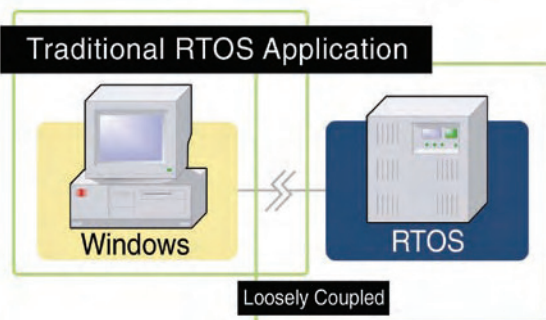 Traditional RTOS Application
Windows
RTOS
Loosely Coupled